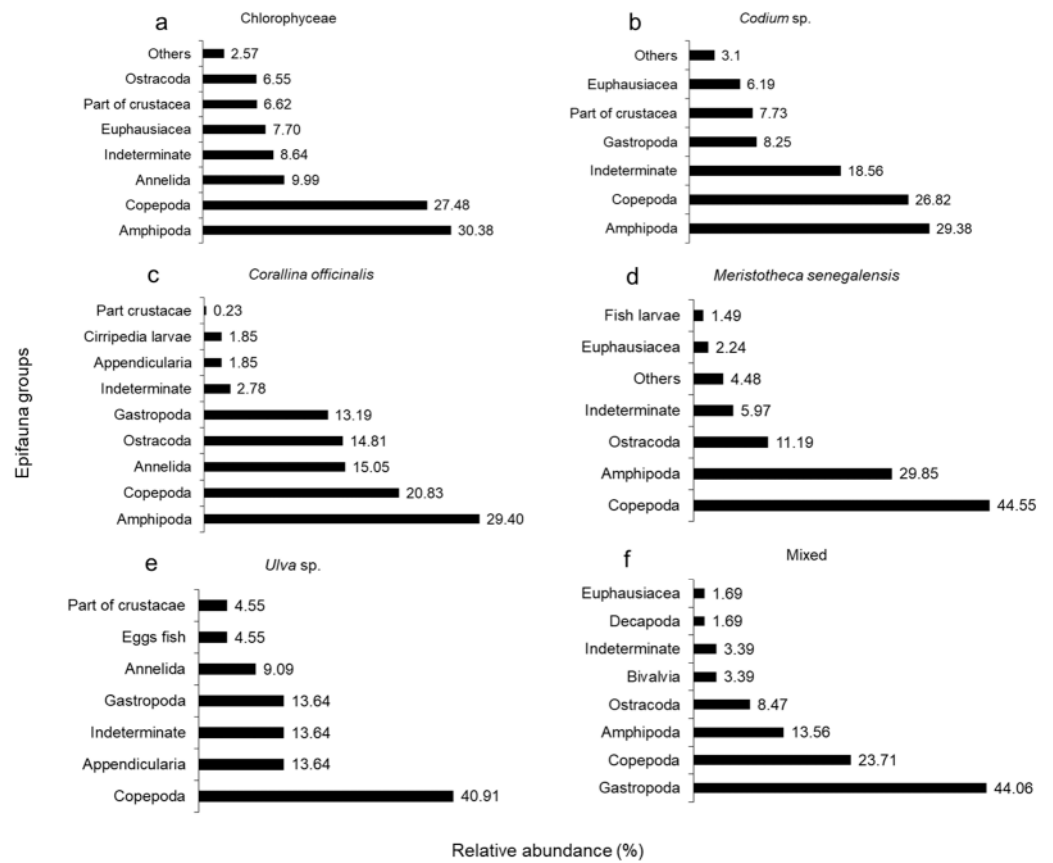 a Chlorophyceae
Others 2.57
Ostracoda 6.55
Part of crustacea 6.62
Euphausiacea 7.70
Indeterminate 8.64
Annelida 9.99
Copepoda 27.48
Amphipoda 30.38
b Codium sp.
Others 3.1
Euphausiacea 6.19
Part of crustacea 7.73
Gastropoda 8.25
Indeterminate 18.56
Copepoda 26.82
Amphipoda 29.38
c Corallina officinalis
Part crustacae 0.23
Cirripedia larvae 1.85
Appendicularia 1.85
Indeterminate 2.78
Gastropoda 13.19
Ostracoda 14.81
Annelida 15.05
Copepoda 20.83
Amphipoda 29.40
d Meristotheca senegalensis
Fish larvae 1.49
Euphausiacea 2.24
Others 4.48
Indeterminate 5.97
Ostracoda 11.19
Amphipoda 29.85
Copepoda 44.55
e Ulva sp.
Part of crustacae 4.55
Eggs fish 4.55
Annelida 9.09
Gastropoda 13.64
Indeterminate 13.64
Appendicularia 13.64
Copepoda 40.91
f Mixed
Euphausiacea 1.69
Decapoda 1.69
Indeterminate 3.39
Bivalvia 3.39
Ostracoda 8.47
Amphipoda 13.56
Copepoda 23.71
Gastropoda 44.06
Epifauna groups
Relative abundance (%)